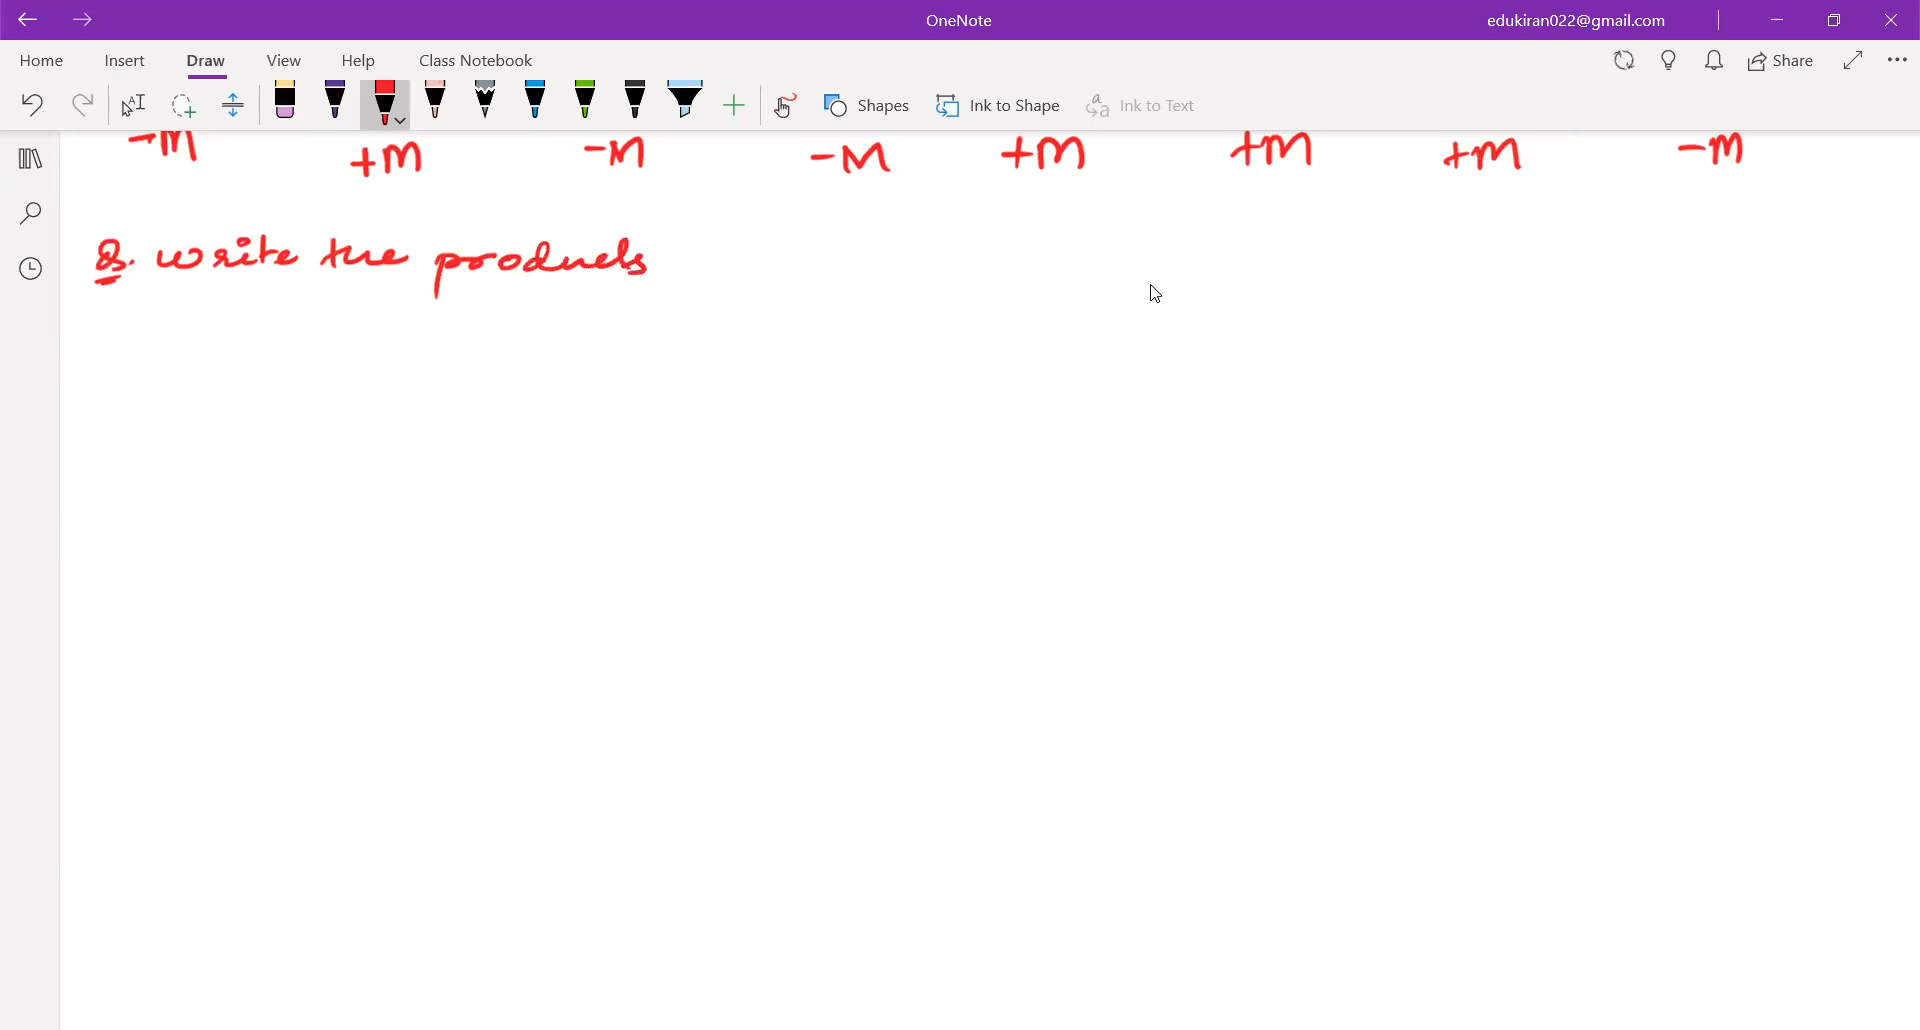 OneNote
edukiran022@gmail.com
Home Insert Draw View Help Class Notebook
Share
Shapes Ink to Shape Ink to Text
-M +M -M -M +M +M +M -M
Q. write the products